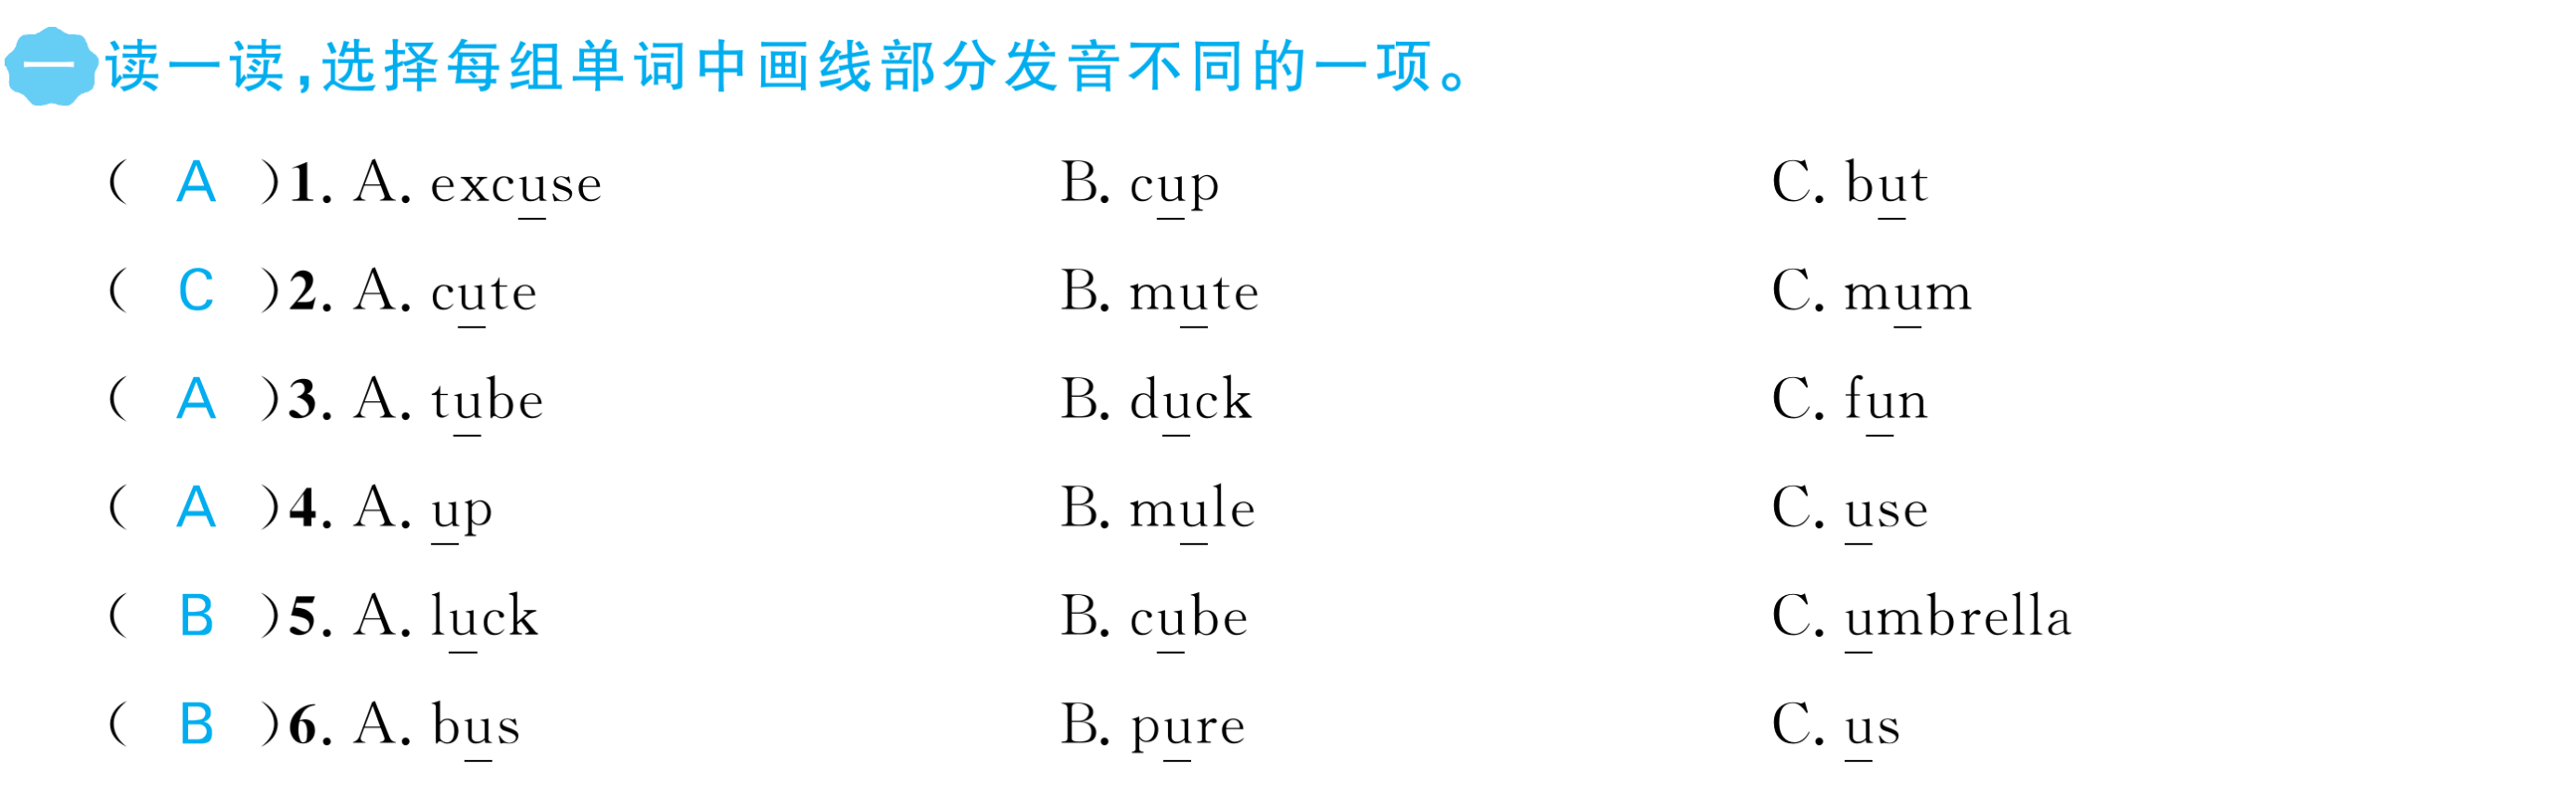 一 读一读,选择每组单词中画线部分发音不同的一项。
( A )1. A. excuse B. cup C. but
( C )2. A. cute B. mute C. mum
( A )3. A. tube B. duck C. fun
( A )4. A. up B. mule C. use
( B )5. A. luck B. cube C. umbrella
( B )6. A. bus B. pure C. us